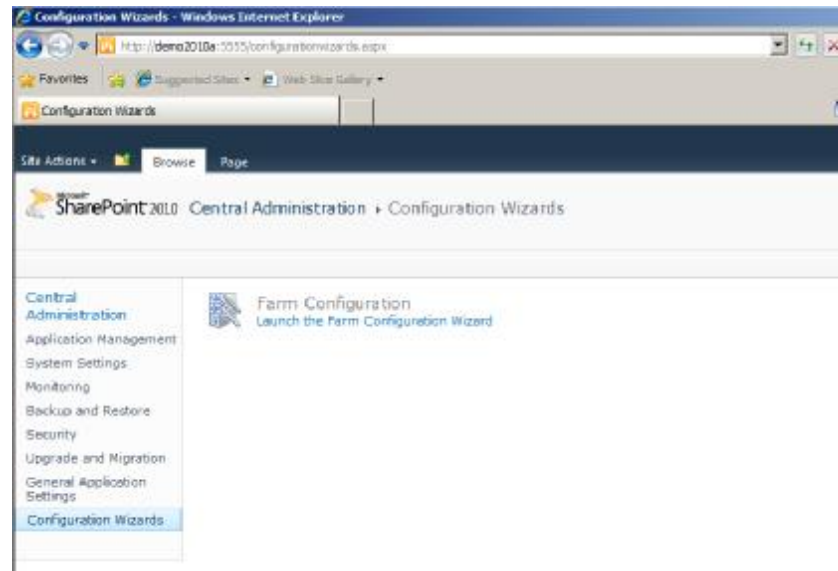 Configuration Wizards - Windows Internet Explorer
http://demo2010a:5555/configurationwizards.aspx
Favorites Suggested Sites Web Slice Gallery
Configuration Wizards
Site Actions Browse Page
Microsoft
SharePoint 2010 Central Administration Configuration Wizards
Central
Administration
Application Management
System Settings
Monitoring
Backup and Restore
Security
Upgrade and Migration
General Application
Settings
Configuration Wizards
Farm Configuration
Launch the Farm Configuration Wizard